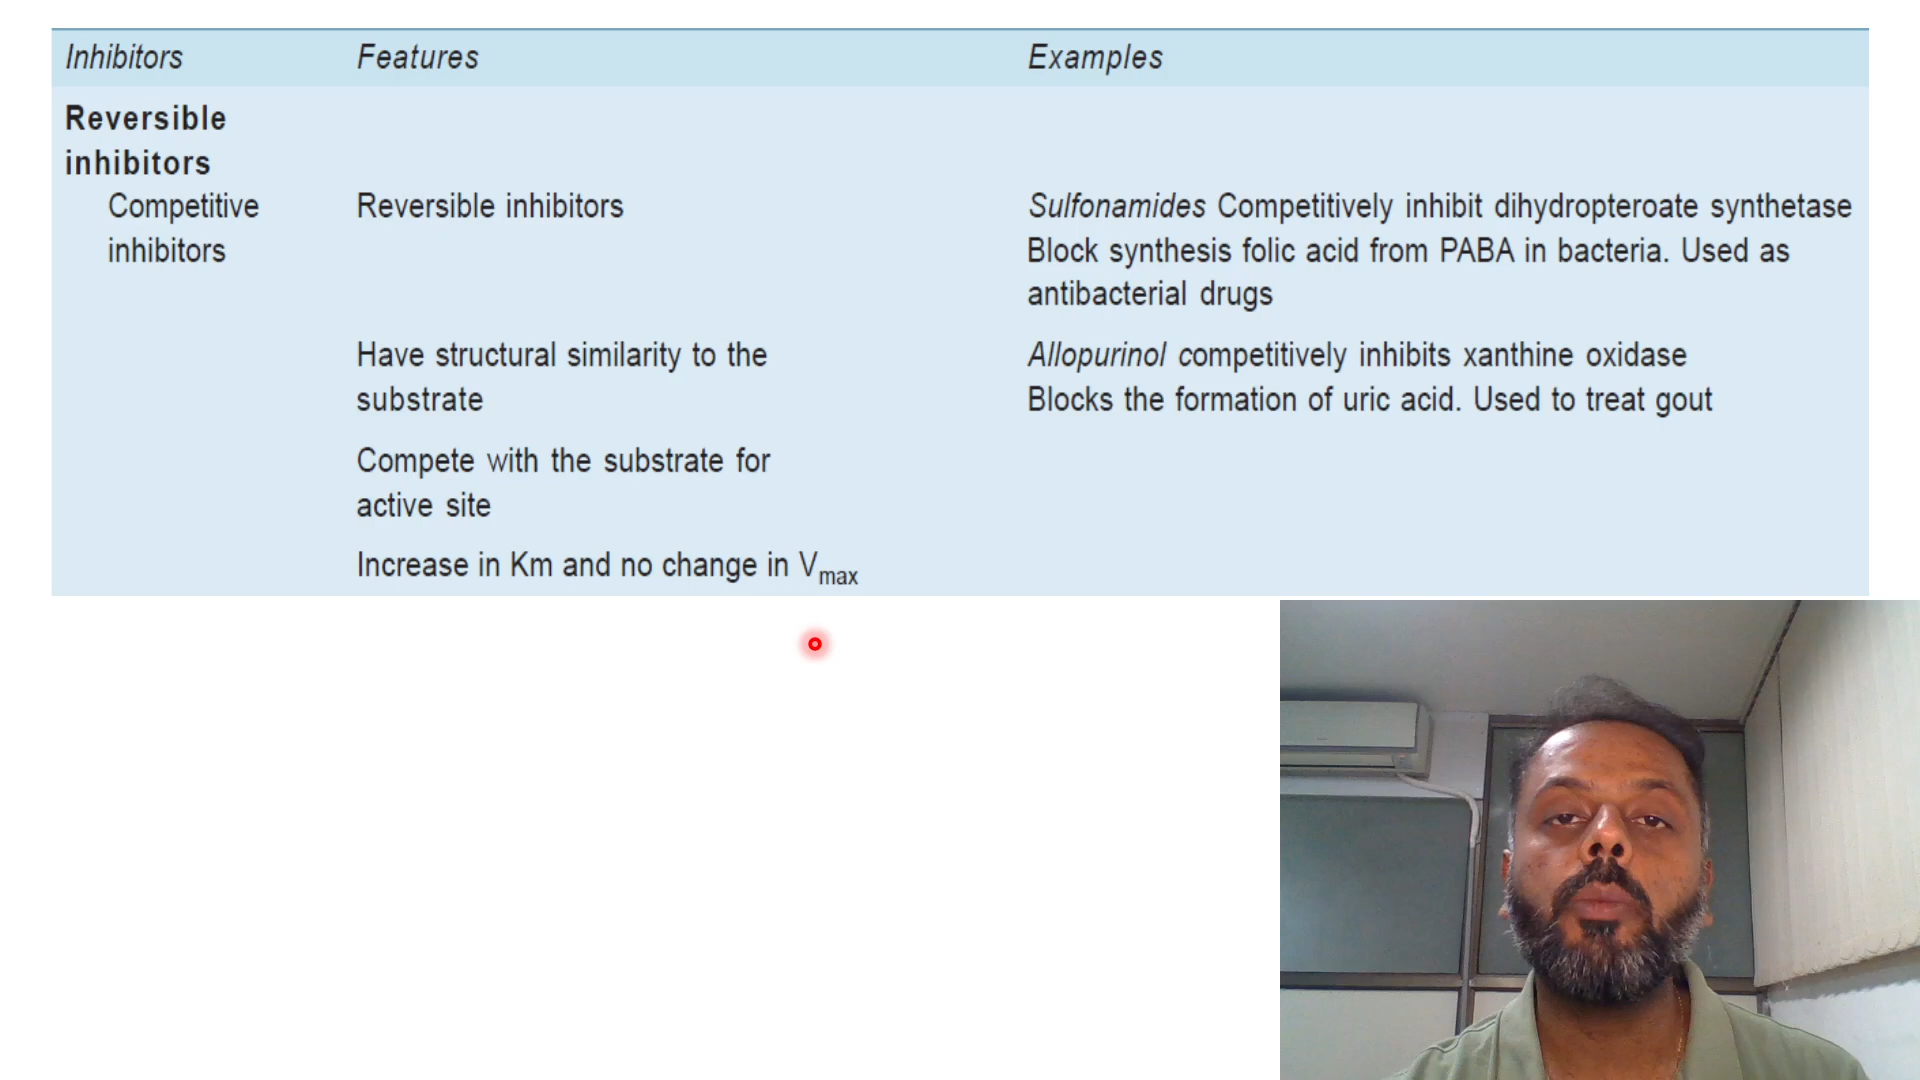 Inhibitors Features Examples
Reversible
inhibitors
Competitive Reversible inhibitors Sulfonamides Competitively inhibit dihydropteroate synthetase
inhibitors Block synthesis folic acid from PABA in bacteria. Used as
antibacterial drugs
Have structural similarity to the Allopurinol competitively inhibits xanthine oxidase
substrate Blocks the formation of uric acid. Used to treat gout
Compete with the substrate for
active site
Increase in Km and no change in Vmax